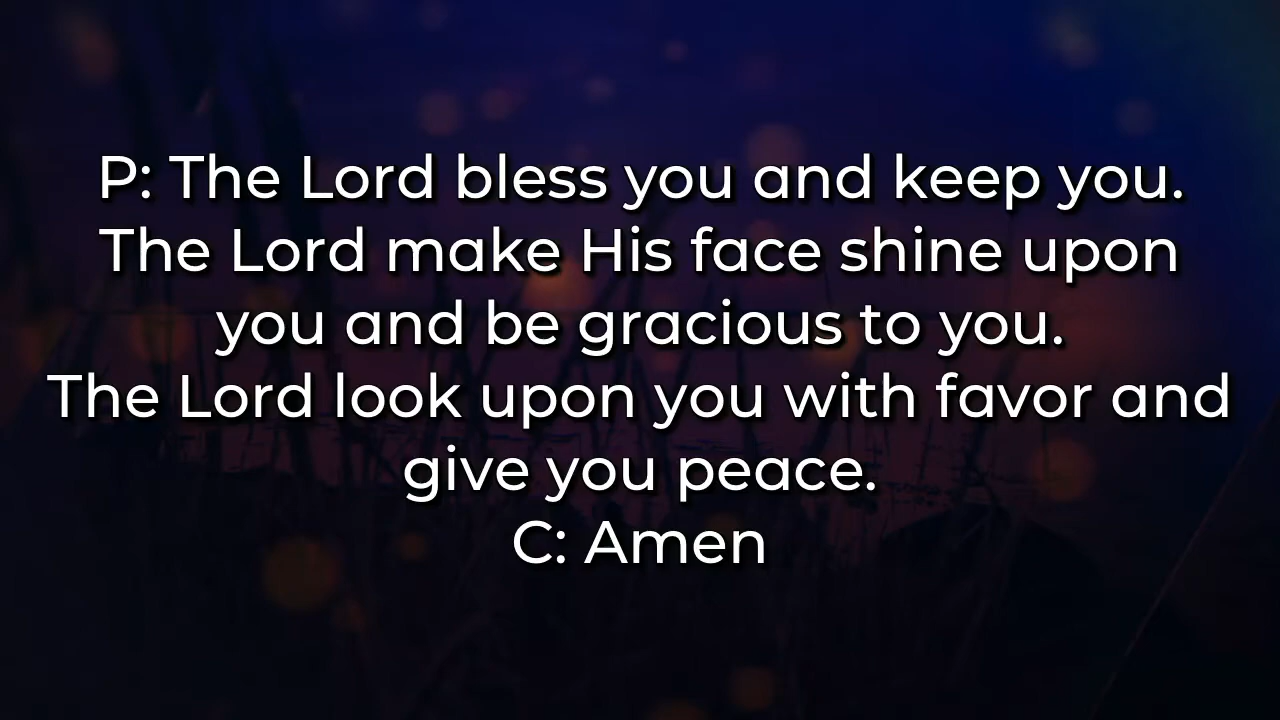 P: The Lord bless you and keep you.
The Lord make His face shine upon
you and be gracious to you.
The Lord look upon you with favor and
give you peace.
C: Amen